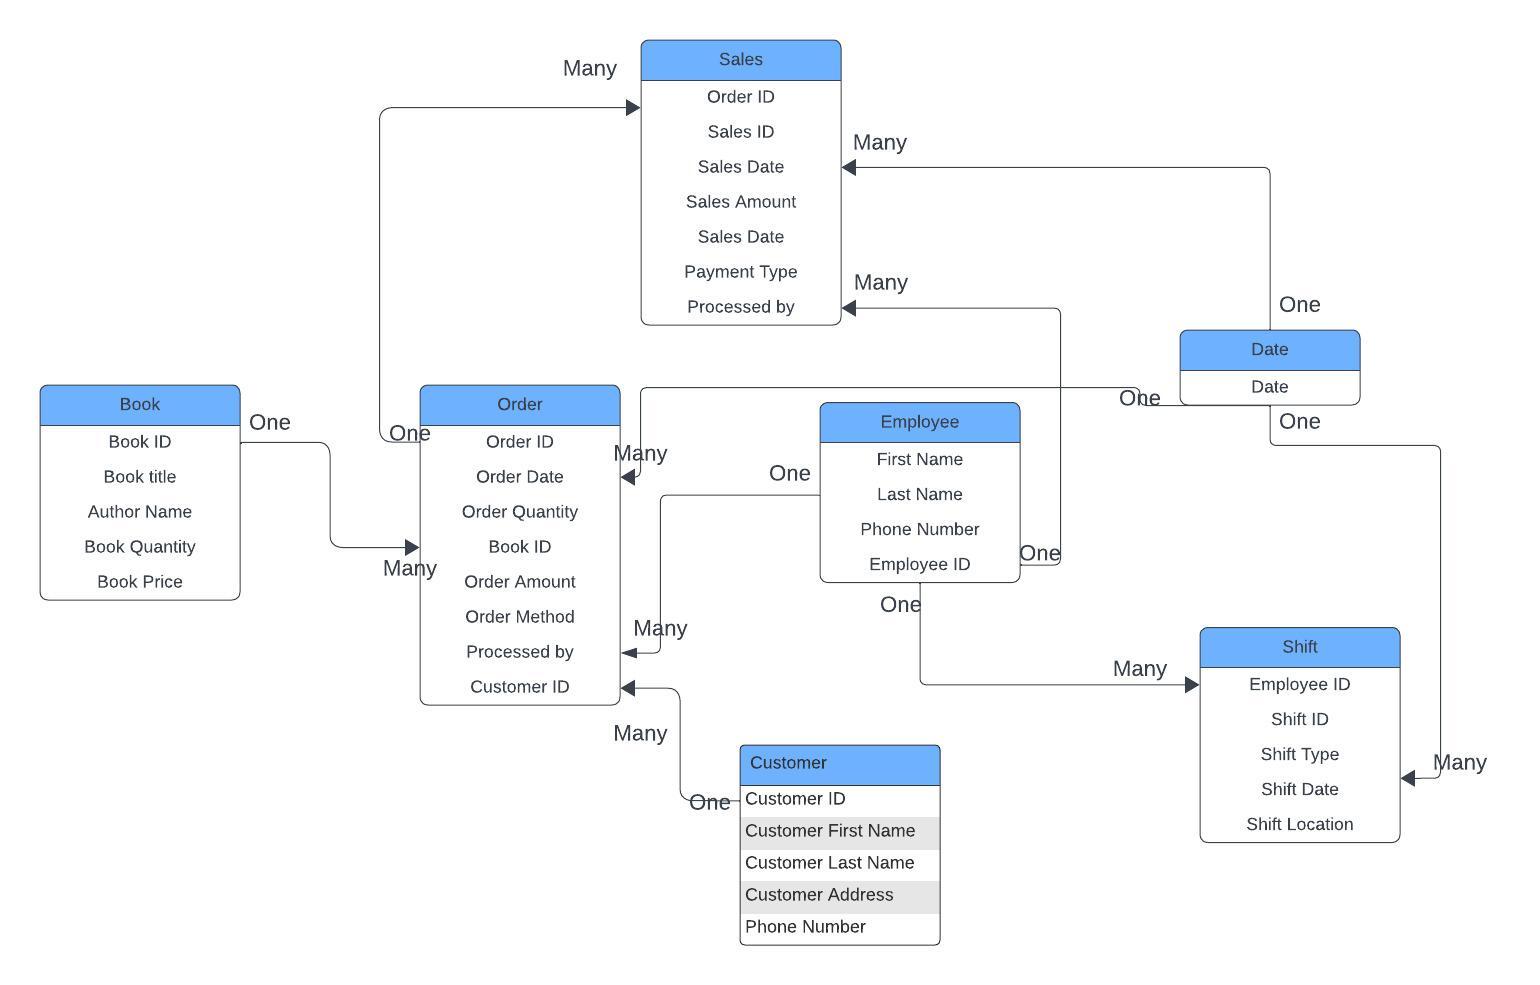 Sales
Order ID
Sales ID
Sales Date
Sales Amount
Sales Date
Payment Type
Processed by
Many
Many
Many
One
Date
Date
One
One
Book
Book ID
Book title
Author Name
Book Quantity
Book Price
One
Many
Order
Order ID
Order Date
Order Quantity
Book ID
Order Amount
Order Method
Processed by
Customer ID
One
Many
Many
Many
Employee
First Name
Last Name
Phone Number
Employee ID
One
One
One
Many
Shift
Employee ID
Shift ID
Shift Type
Shift Date
Shift Location
Many
Customer
Customer ID
Customer First Name
Customer Last Name
Customer Address
Phone Number
One